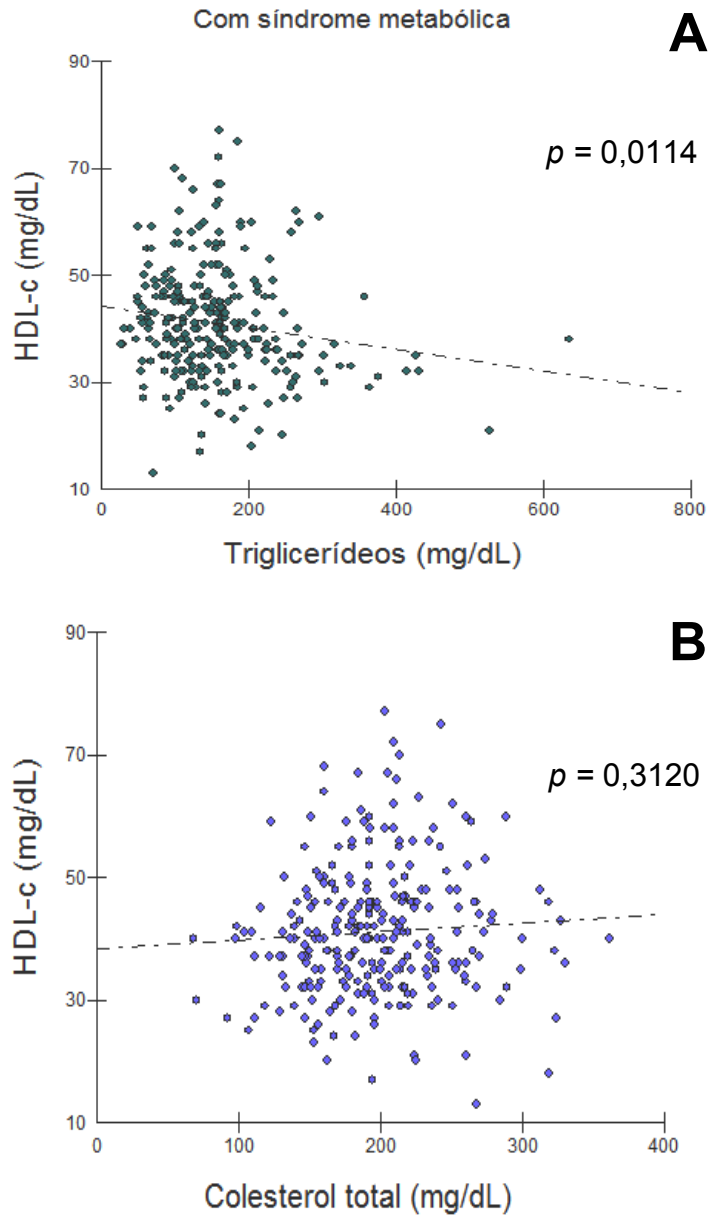 Com síndrome metabólica
A
p = 0,0114
HDL-c (mg/dL)
90
70
50
30
10
0 200 400 600 800
Triglicerídeos (mg/dL)
B
p = 0,3120
HDL-c (mg/dL)
90
70
50
30
10
0 100 200 300 400
Colesterol total (mg/dL)